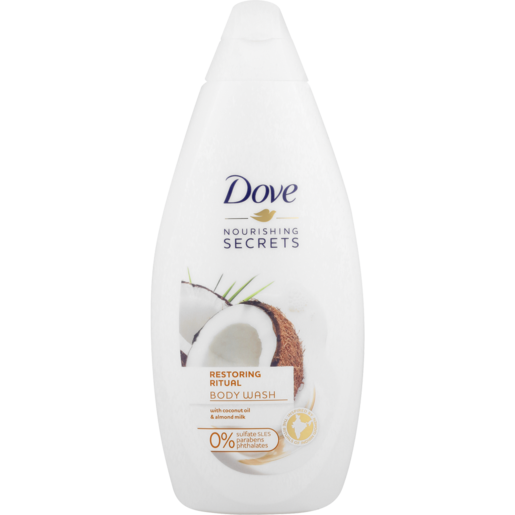 Dove
NOURISHING
SECRETS
RESTORING
RITUAL
BODY WASH
with coconut oil
& almond milk
0% sulfate SLES
parabens
phthalates